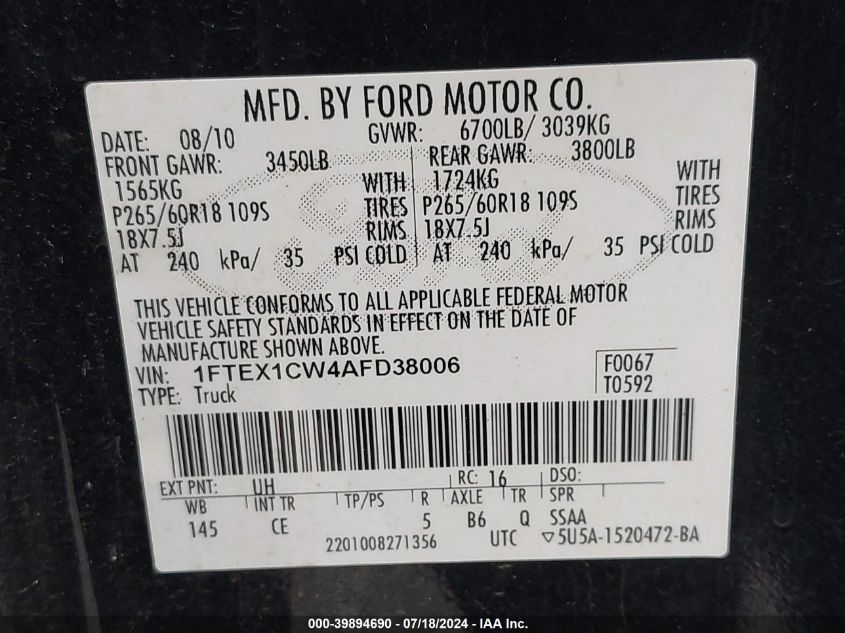 MFD. BY FORD MOTOR CO.
DATE: 08/10 GVWR: 6700LB/ 3039KG
FRONT GAWR: 3450LB REAR GAWR: 3800LB
1565KG WITH 1724KG WITH
P265/60R18 109S TIRES P265/60R18 109S TIRES
18X7.5J RIMS 18X7.5J RIMS
AT 240 kPa/ 35 PSI COLD AT 240 kPa/ 35 PSI COLD
THIS VEHICLE CONFORMS TO ALL APPLICABLE FEDERAL MOTOR
VEHICLE SAFETY STANDARDS IN EFFECT ON THE DATE OF
MANUFACTURE SHOWN ABOVE.
VIN: 1FTEX1CW4AFD38006 F0067
TYPE: Truck T0592
EXT PNT: UH RC: 16 DSO:
WB INT TR TP/PS R AXLE TR SPR
145 CE 5 B6 Q SSAA
2201008271356 UTC ▽5U5A-1520472-BA
000-39894690 - 07/18/2024 - IAA Inc.